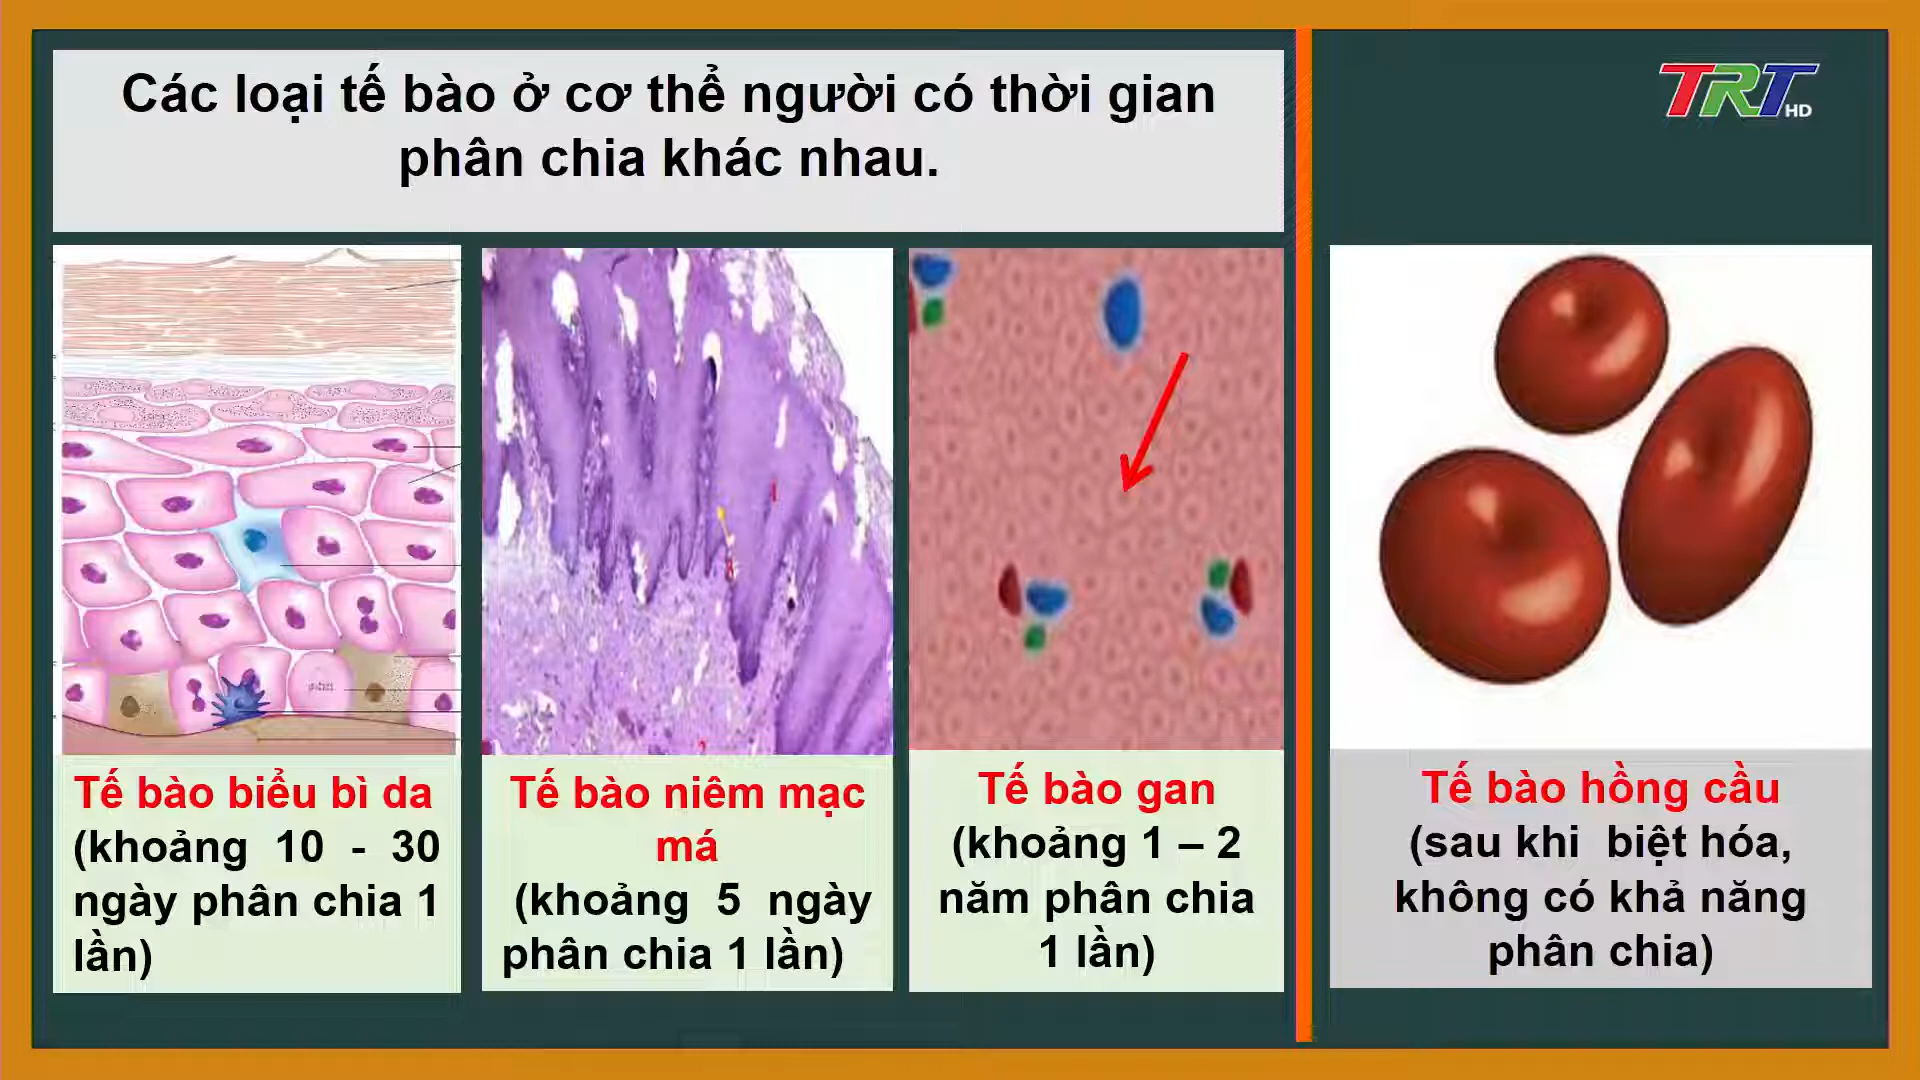 Các loại tế bào ở cơ thể người có thời gian
phân chia khác nhau.
TRT HD
Tế bào biểu bì da
(khoảng 10 - 30
ngày phân chia 1
lần)
Tế bào niêm mạc
má
(khoảng 5 ngày
phân chia 1 lần)
Tế bào gan
(khoảng 1 – 2
năm phân chia
1 lần)
Tế bào hồng cầu
(sau khi biệt hóa,
không có khả năng
phân chia)